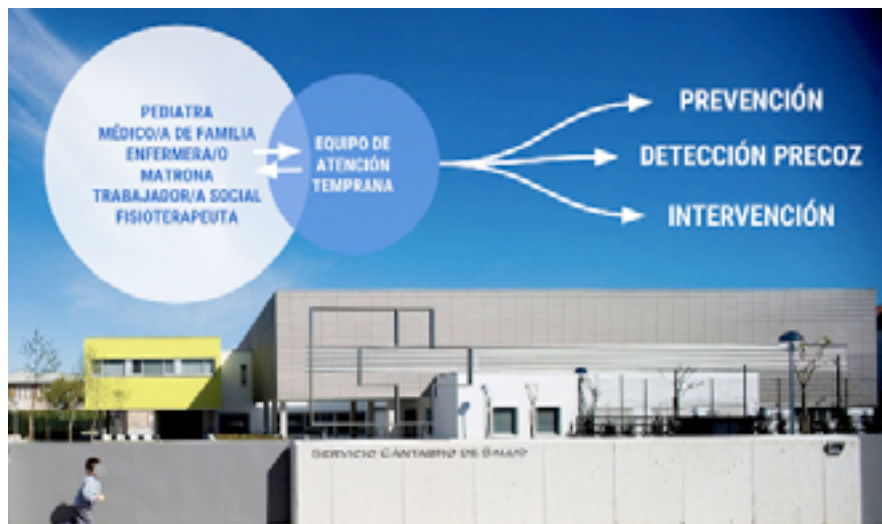 PEDIATRA
MÉDICO/A DE FAMILIA
ENFERMERA/O
MATRONA
TRABAJADOR/A SOCIAL
FISIOTERAPEUTA
EQUIPO DE
ATENCIÓN
TEMPRANA
PREVENCIÓN
DETECCIÓN PRECOZ
INTERVENCIÓN
SERVICIO CÁNTABRO DE SALUD